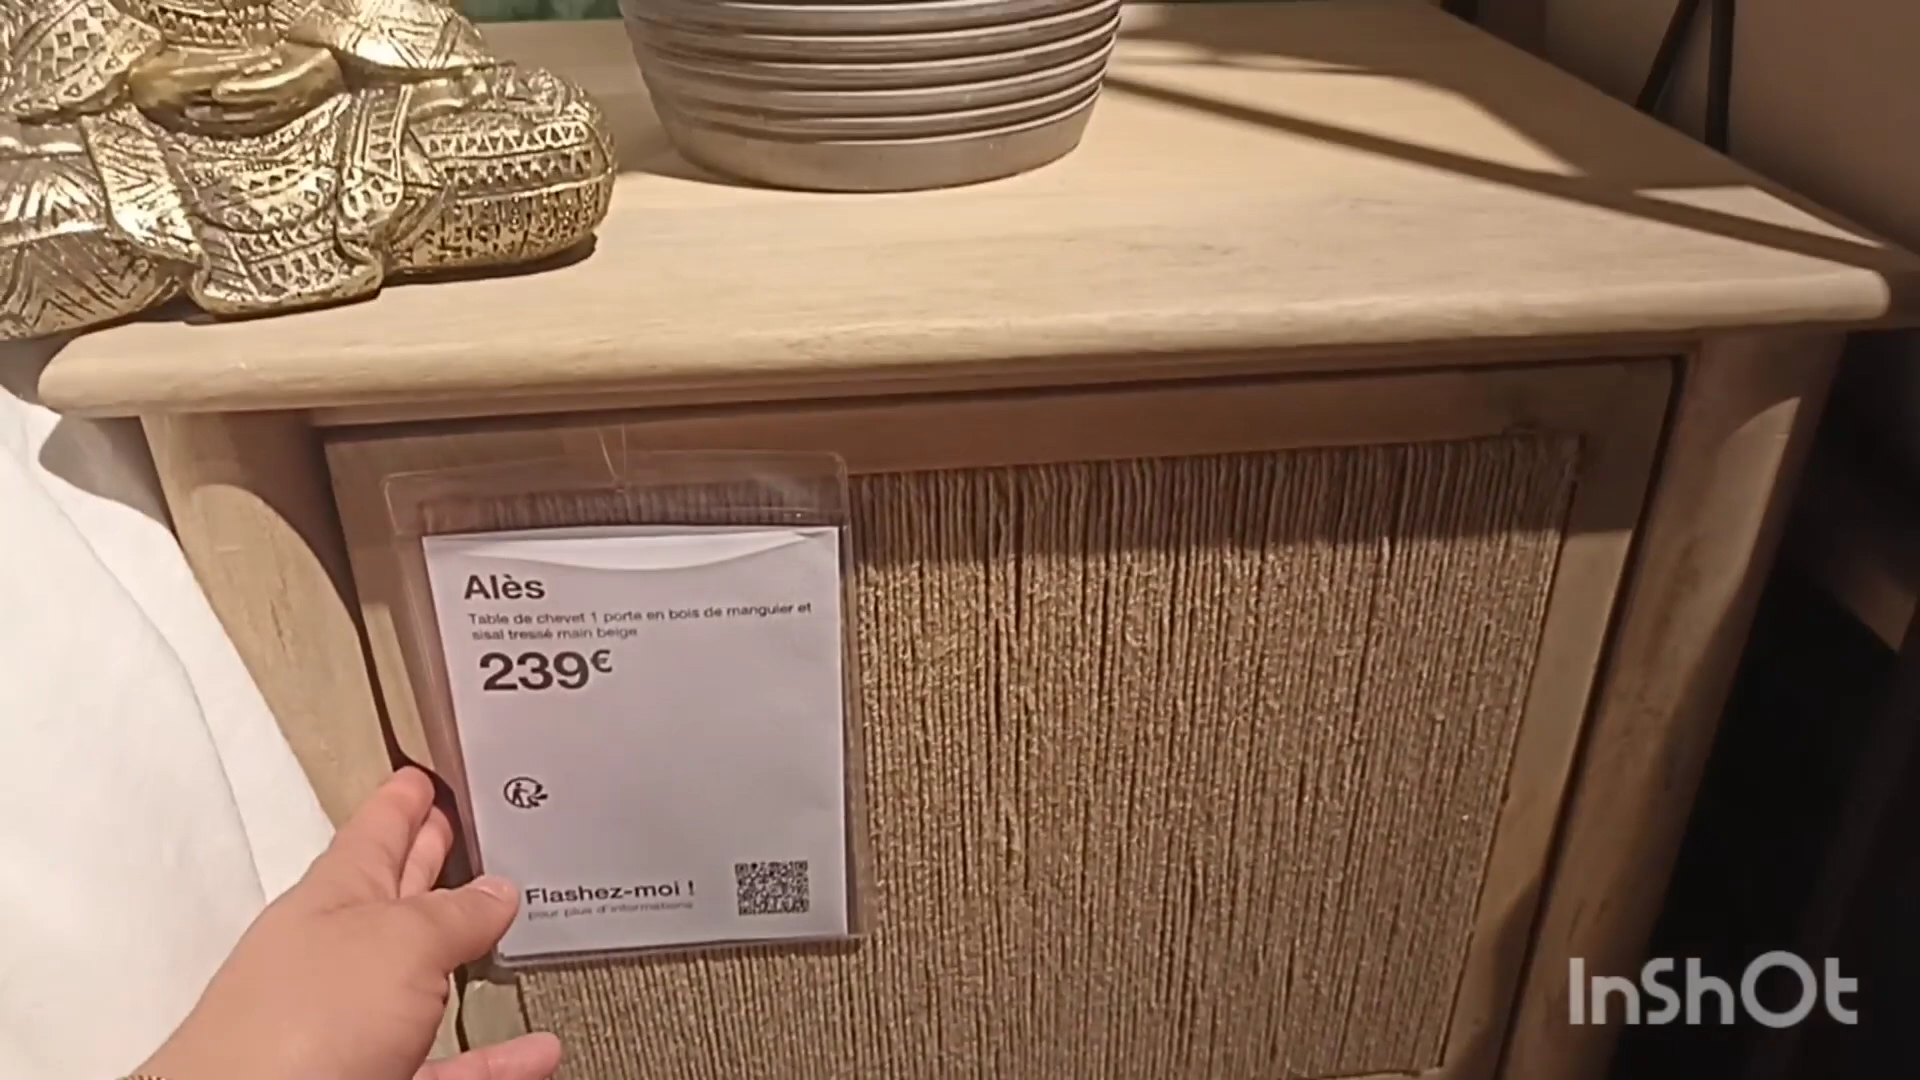 Alès
Table de chevet 1 porte en bois de manguier et
sisal tressé main beige
239€
Flashez-moi !
pour plus d'informations
InShOt